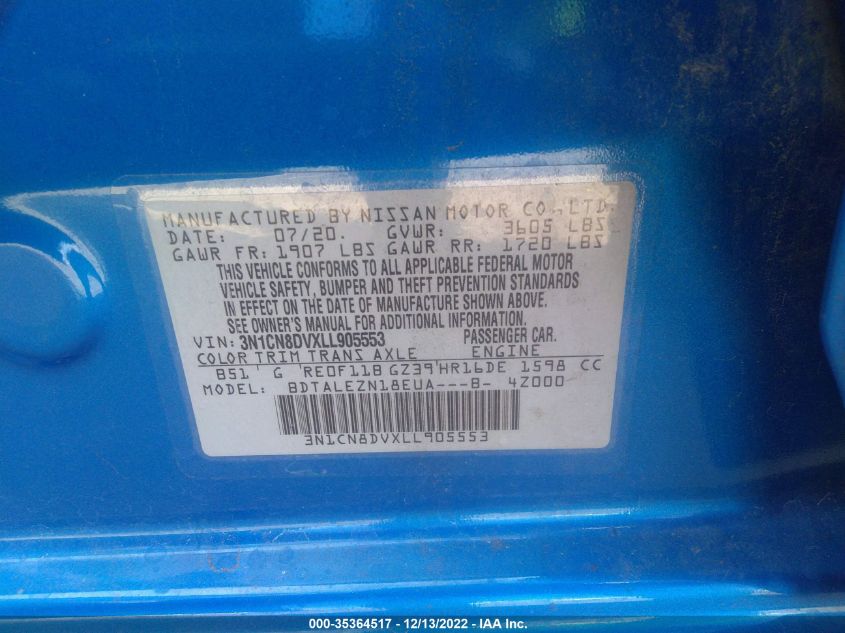 MANUFACTURED BY NISSAN MOTOR CO., LTD.
DATE: 07/20. GVWR: 3605 LBS
GAWR FR: 1907 LBS GAWR RR: 1720 LBS
THIS VEHICLE CONFORMS TO ALL APPLICABLE FEDERAL MOTOR
VEHICLE SAFETY, BUMPER AND THEFT PREVENTION STANDARDS
IN EFFECT ON THE DATE OF MANUFACTURE SHOWN ABOVE.
SEE OWNER'S MANUAL FOR ADDITIONAL INFORMATION.
VIN: 3N1CN8DVXLL905553 PASSENGER CAR.
COLOR TRIM TRANS AXLE ENGINE
B51 G RE0F11B GZ39 HR16DE 1598 CC
MODEL: BDTALEZN18EUA---B- 4Z000
3N1CN8DVXLL905553
000-35364517 - 12/13/2022 - IAA Inc.